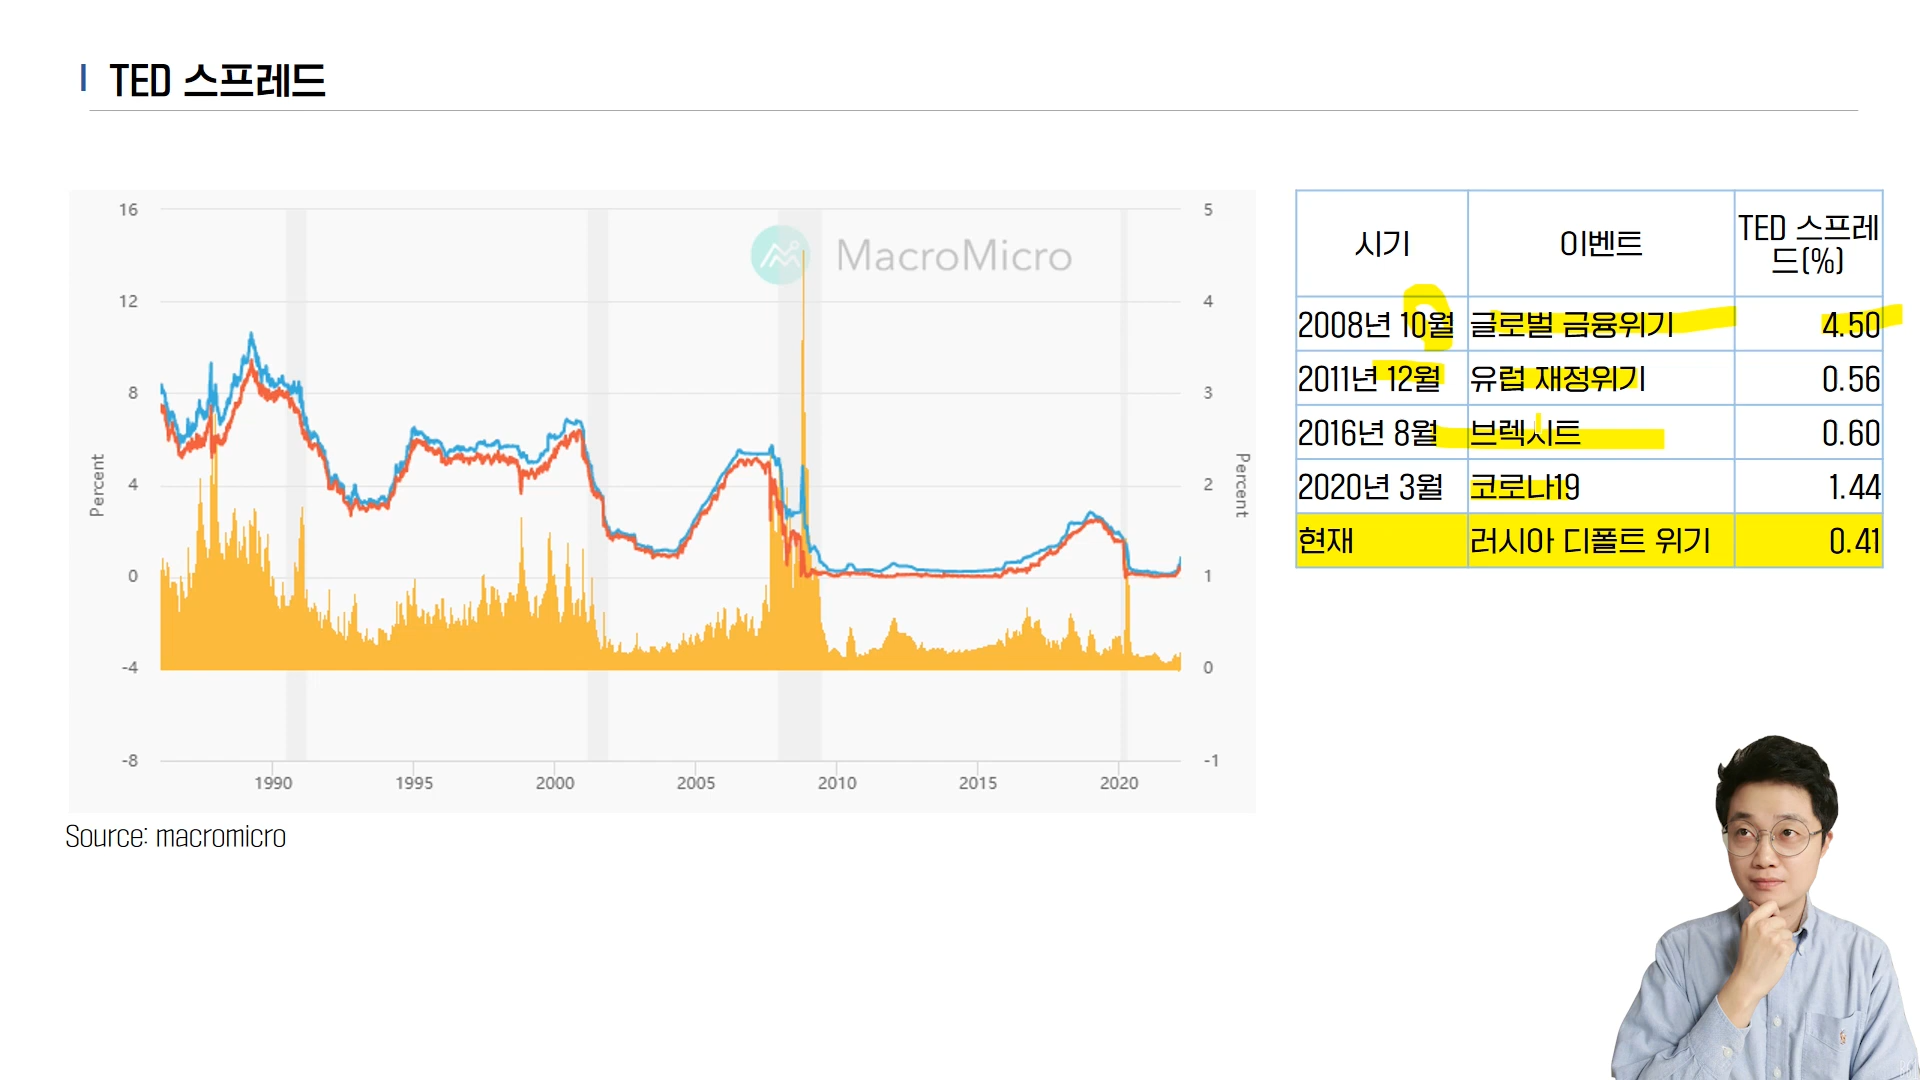 TED 스프레드
MacroMicro
16
12
8
4
0
-4
-8
Percent
5
4
3
2
1
0
-1
Percent
1990 1995 2000 2005 2010 2015 2020
Source: macromicro
시기 이벤트 TED 스프레
드(%)
2008년 10월 글로벌 금융위기 4.50
2011년 12월 유럽 재정위기 0.56
2016년 8월 브렉시트 0.60
2020년 3월 코로나19 1.44
현재 러시아 디폴트 위기 0.41